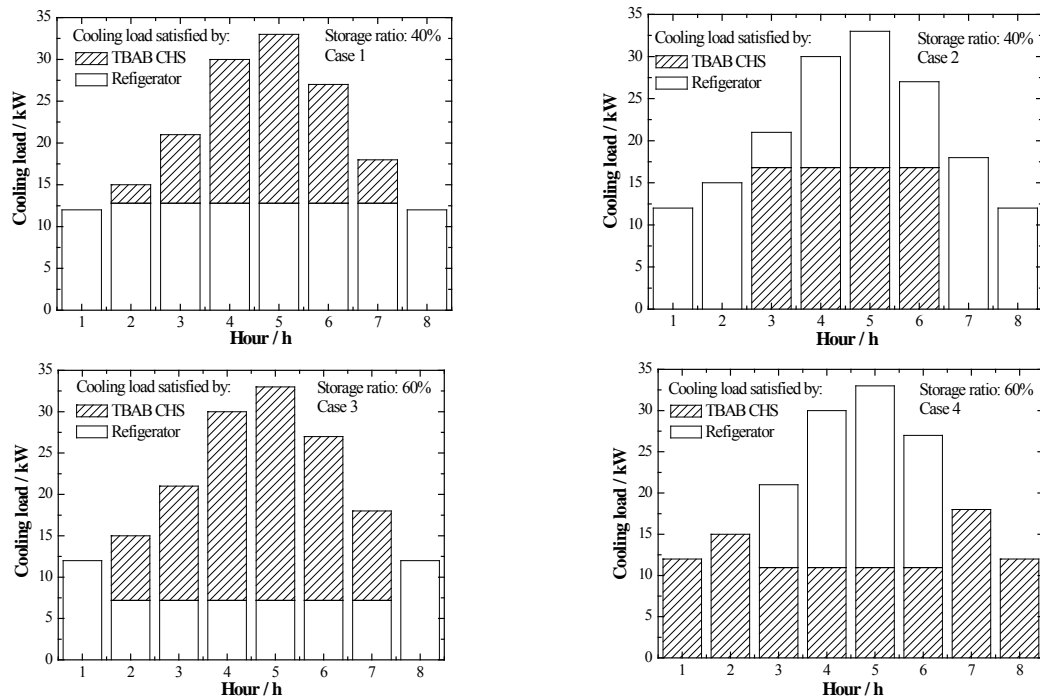 Cooling load satisfied by:
TBAB CHS
Refigerator
Storage ratio: 40%
Case 1
35
30
25
20
15
10
5
0
Cooling load / kW
1 2 3 4 5 6 7 8
Hour / h
Cooling load satisfied by:
TBAB CHS
Refigerator
Storage ratio: 40%
Case 2
35
30
25
20
15
10
5
0
Cooling load / kW
1 2 3 4 5 6 7 8
Hour / h
Cooling load satisfied by:
TBAB CHS
Refigerator
Storage ratio: 60%
Case 3
35
30
25
20
15
10
5
0
Cooling load / kW
1 2 3 4 5 6 7 8
Hour / h
Cooling load satisfied by:
TBAB CHS
Refigerator
Storage ratio: 60%
Case 4
35
30
25
20
15
10
5
0
Cooling load / kW
1 2 3 4 5 6 7 8
Hour / h